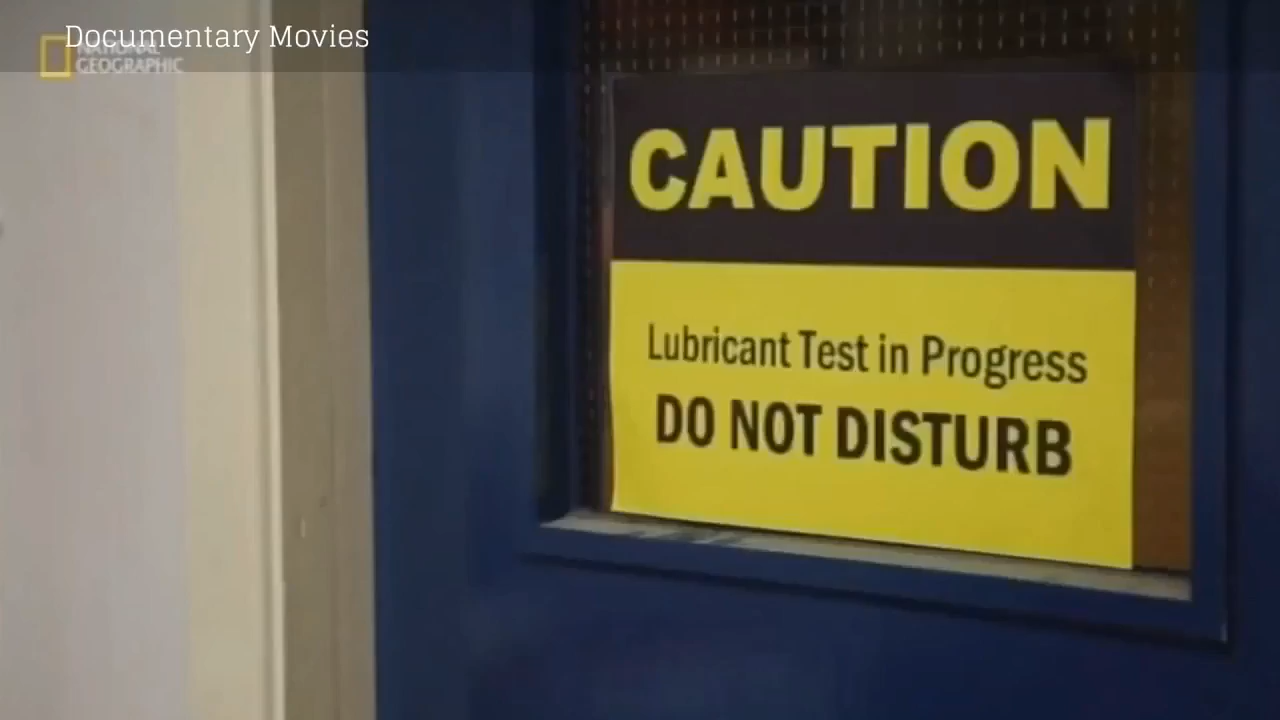 Documentary Movies
NATIONAL
GEOGRAPHIC
CAUTION
Lubricant Test in Progress
DO NOT DISTURB